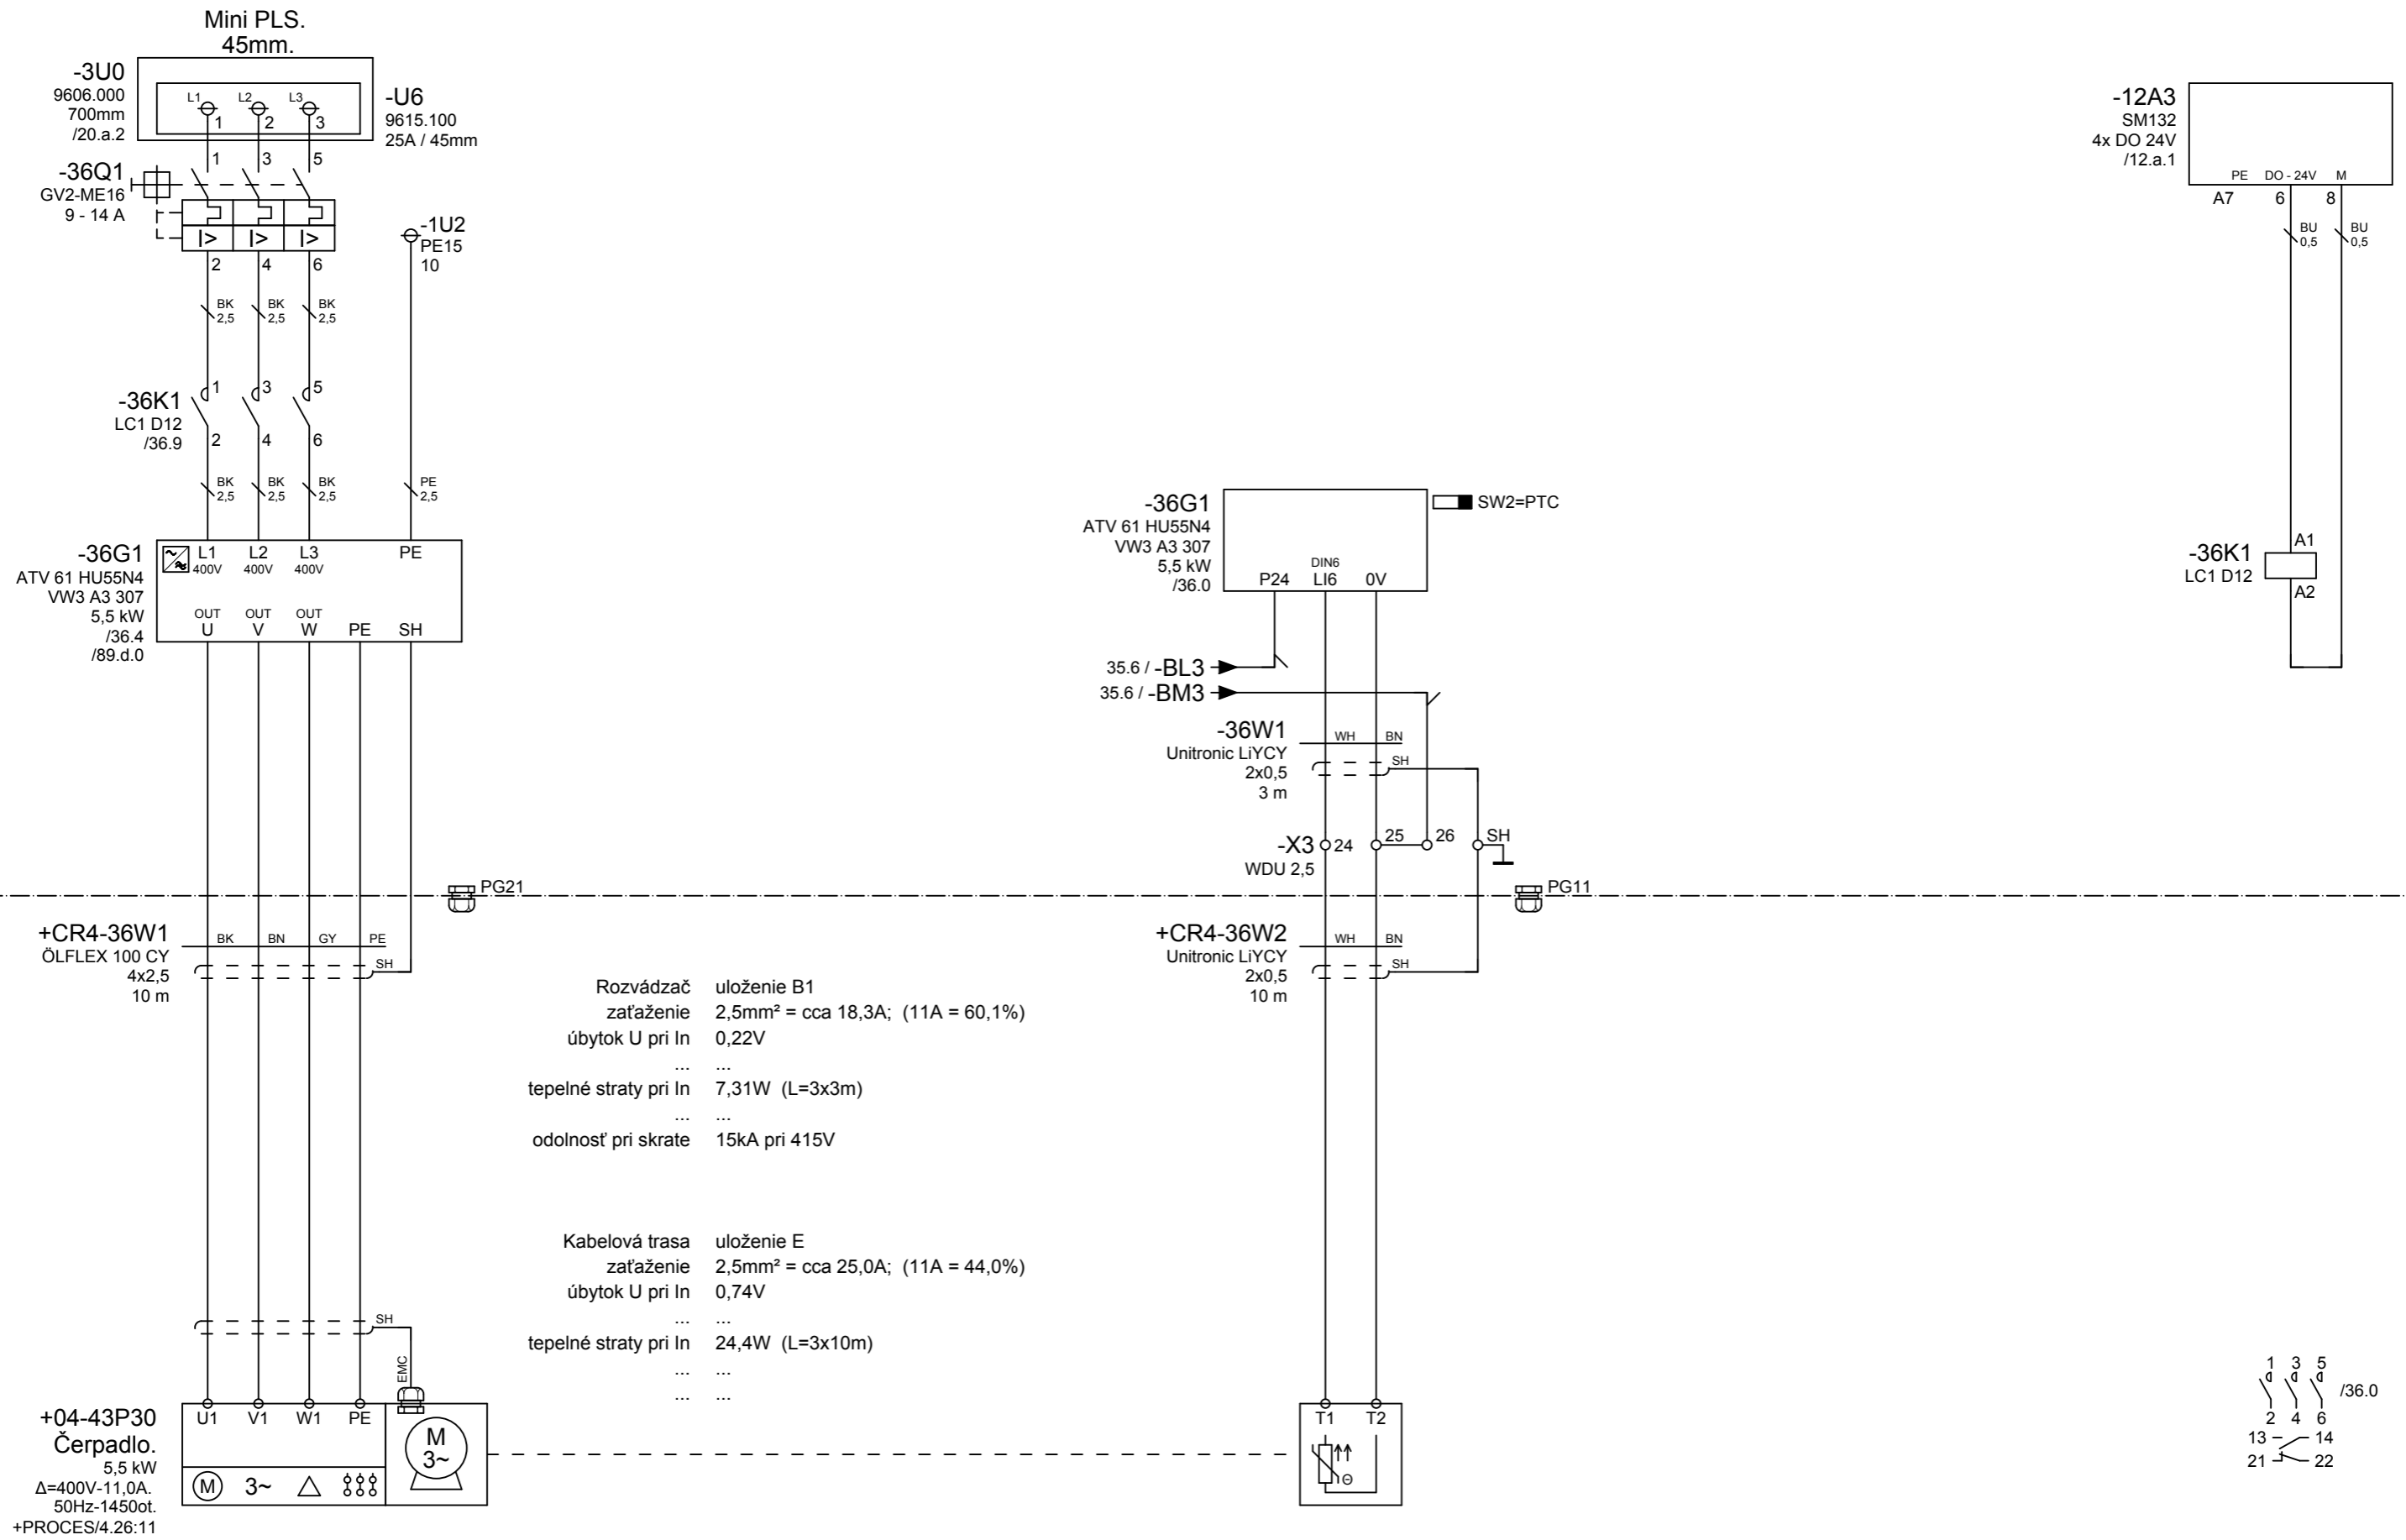 Mini PLS.
45mm.
-3U0
9606.000
700mm
/20.a.2
L1 L2 L3
1 2 3
-U6
9615.100
25A / 45mm
-36Q1
GV2-ME16
9 - 14 A
1 3 5
I> I> I>
2 4 6
-1U2
PE15
10
BK 2,5
BK 2,5
BK 2,5
-36K1
LC1 D12
/36.9
1 3 5
2 4 6
BK 2,5
BK 2,5
BK 2,5
PE 2,5
-36G1
ATV 61 HU55N4
VW3 A3 307
5,5 kW
/36.4
/89.d.0
L1 L2 L3 PE
400V 400V 400V
OUT OUT OUT
U V W PE SH
PG21
+CR4-36W1
ÖLFLEX 100 CY
4x2,5
10 m
BK BN GY PE
SH
Rozvádzač uloženie B1
zaťaženie 2,5mm² = cca 18,3A; (11A = 60,1%)
úbytok U pri In 0,22V
... ...
tepelné straty pri In 7,31W (L=3x3m)
... ...
odolnosť pri skrate 15kA pri 415V
Kabelová trasa uloženie E
zaťaženie 2,5mm² = cca 25,0A; (11A = 44,0%)
úbytok U pri In 0,74V
... ...
tepelné straty pri In 24,4W (L=3x10m)
... ...
... ...
SH
EMC
+04-43P30
Čerpadlo.
5,5 kW
Δ=400V-11,0A.
50Hz-1450ot.
+PROCES/4.26:11
U1 V1 W1 PE
M
3~
M 3~
-36G1
ATV 61 HU55N4
VW3 A3 307
5,5 kW
/36.0
SW2=PTC
DIN6
P24 LI6 0V
35.6 / -BL3
35.6 / -BM3
-36W1
Unitronic LiYCY
2x0,5
3 m
WH BN
SH
-X3
WDU 2,5
24 25 26 SH
PG11
+CR4-36W2
Unitronic LiYCY
2x0,5
10 m
WH BN
SH
T1 T2
Θ
-12A3
SM132
4x DO 24V
/12.a.1
PE DO - 24V M
A7 6 8
BU 0,5
BU 0,5
-36K1
LC1 D12
A1
A2
1 3 5
/36.0
2 4 6
13 14
21 22